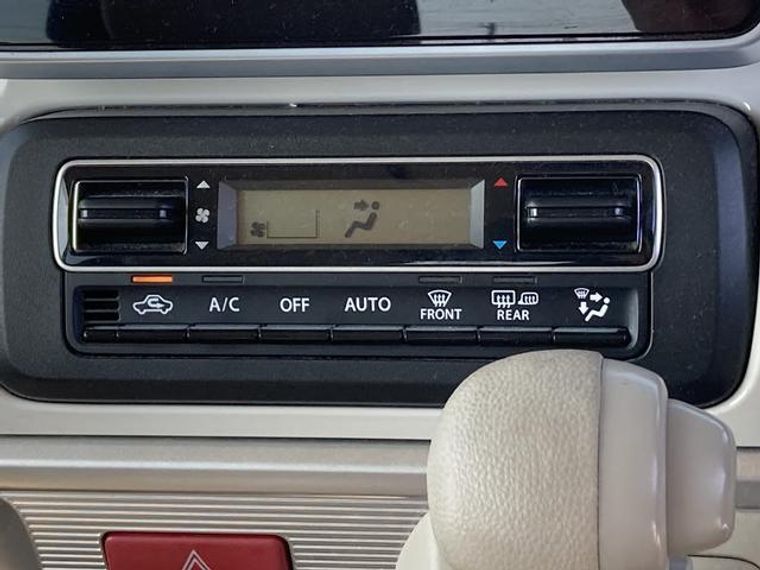 A/C OFF AUTO FRONT REAR